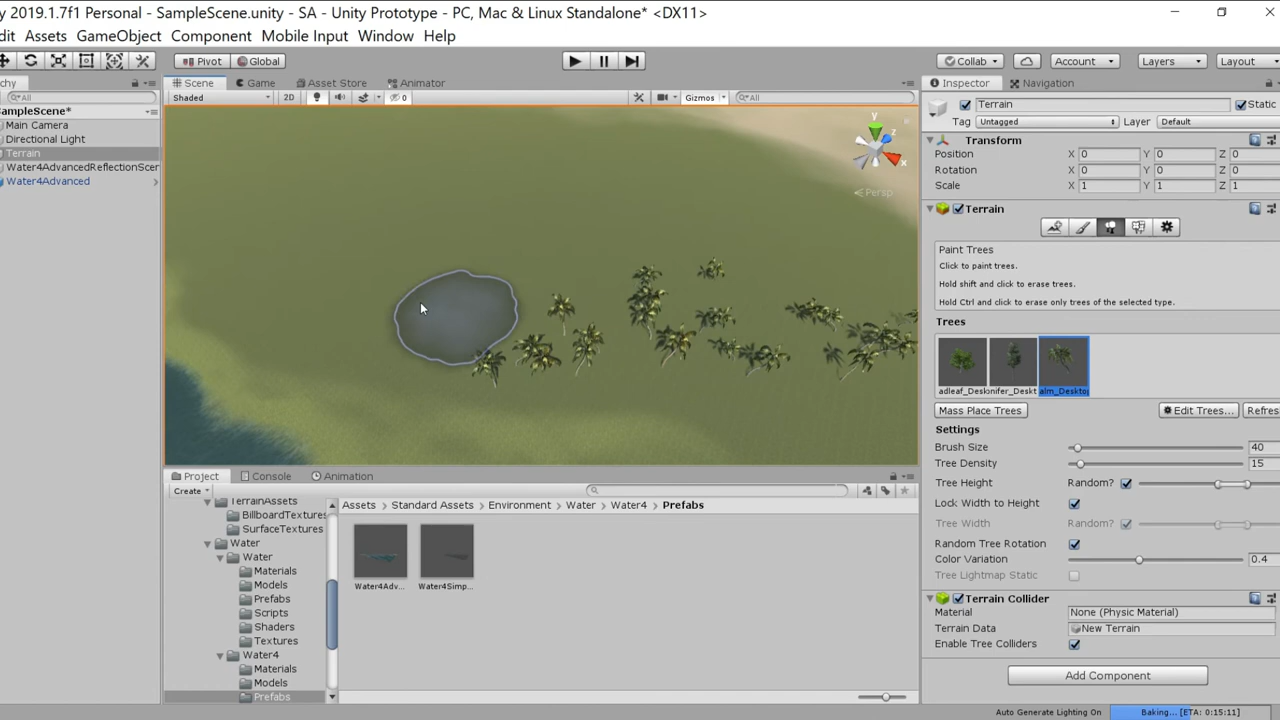 y 2019.1.7f1 Personal - SampleScene.unity - SA - Unity Prototype - PC, Mac & Linux Standalone* <DX11>
dit Assets GameObject Component Mobile Input Window Help
Pivot Global Collab Account Layers Layout
chy Scene Game Asset Store Animator Inspector Navigation
All Shaded 2D 0 Gizmos All
SampleScene*
Main Camera
Directional Light
Terrain
Water4AdvancedReflectionScer
Water4Advanced
y
z
x
Persp
Terrain Static
Tag Untagged Layer Default
Transform
Position X 0 Y 0 Z 0
Rotation X 0 Y 0 Z 0
Scale X 1 Y 1 Z 1
Terrain
Paint Trees
Click to paint trees.
Hold shift and click to erase trees.
Hold Ctrl and click to erase only trees of the selected type.
Trees
adleaf_Desk onifer_Deskt alm_Desktop
Mass Place Trees Edit Trees... Refres
Settings
Brush Size 40
Tree Density 15
Tree Height Random?
Lock Width to Height
Tree Width Random?
Random Tree Rotation
Color Variation 0.4
Tree Lightmap Static
Terrain Collider
Material None (Physic Material)
Terrain Data New Terrain
Enable Tree Colliders
Add Component
Project Console Animation
Create
TerrainAssets
BillboardTextures
SurfaceTextures
Water
Water
Materials
Models
Prefabs
Scripts
Shaders
Textures
Water4
Materials
Models
Prefabs
Assets > Standard Assets > Environment > Water > Water4 > Prefabs
Water4Adv... Water4Simp...
Auto Generate Lighting On Baking... [ETA: 0:15:11]